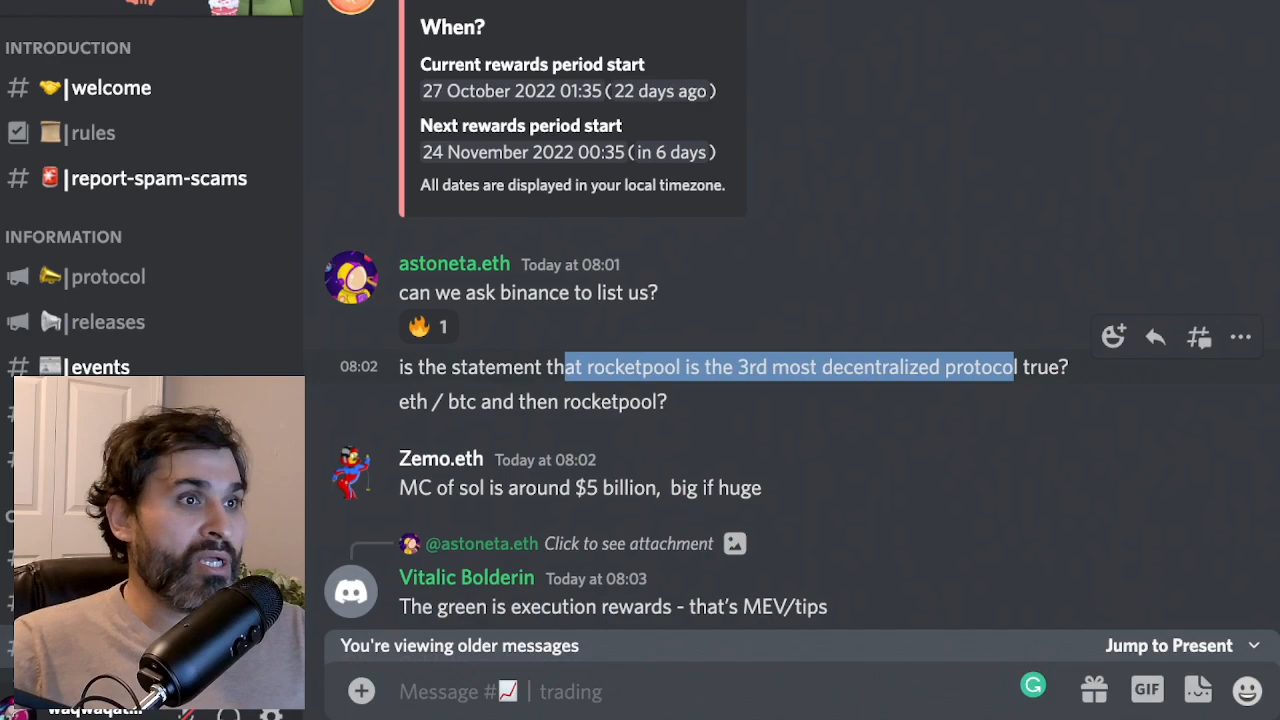 INTRODUCTION
# |welcome
|rules
# |report-spam-scams
INFORMATION
|protocol
|releases
|events
When?
Current rewards period start
27 October 2022 01:35 (22 days ago)
Next rewards period start
24 November 2022 00:35 (in 6 days)
All dates are displayed in your local timezone.
astoneta.eth Today at 08:01
can we ask binance to list us?
🔥 1
08:02 is the statement that rocketpool is the 3rd most decentralized protocol true?
eth / btc and then rocketpool?
Zemo.eth Today at 08:02
MC of sol is around $5 billion,  big if huge
@astoneta.eth Click to see attachment
Vitalic Bolderin Today at 08:03
The green is execution rewards - that's MEV/tips
You're viewing older messages Jump to Present
Message #📈 | trading GIF